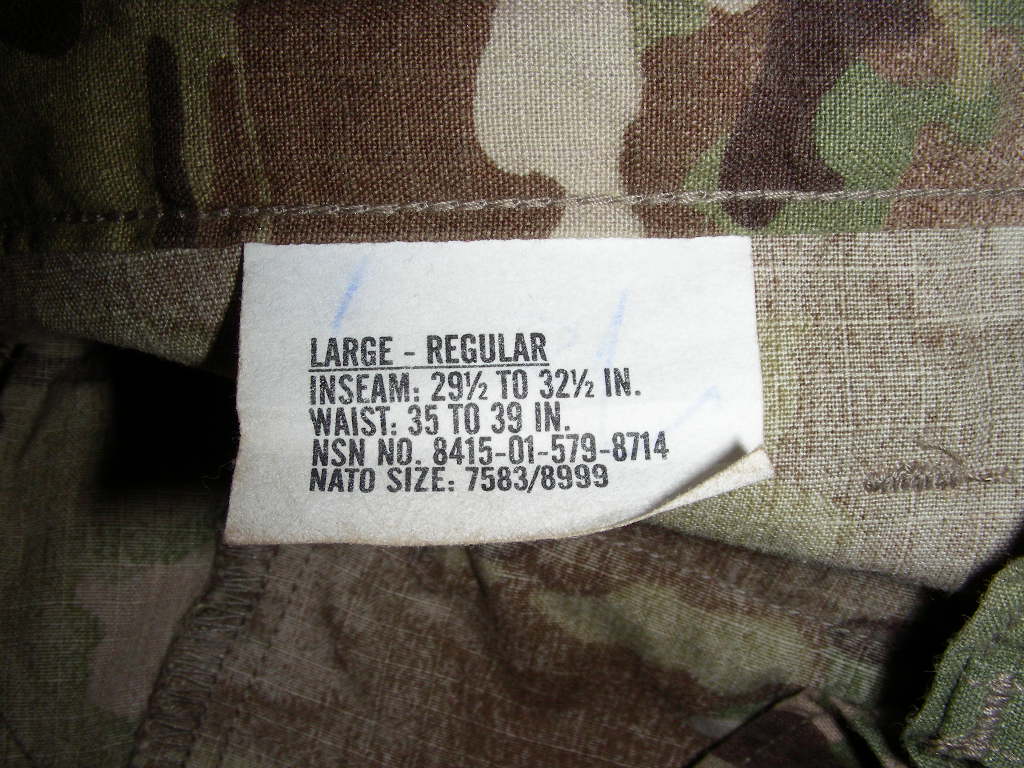 LARGE - REGULAR
INSEAM: 29½ TO 32½ IN.
WAIST: 35 TO 39 IN.
NSN NO. 8415-01-579-8714
NATO SIZE: 7583/8999